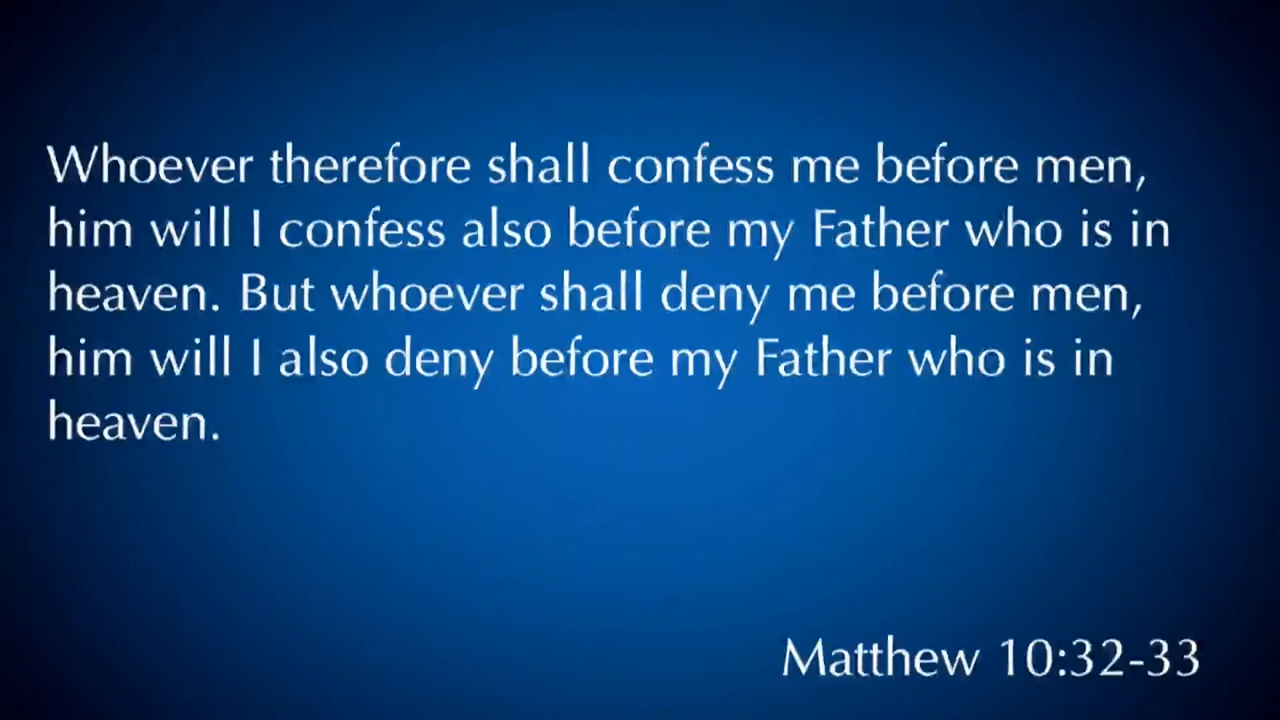 Whoever therefore shall confess me before men,
him will I confess also before my Father who is in
heaven. But whoever shall deny me before men,
him will I also deny before my Father who is in
heaven.
Matthew 10:32-33